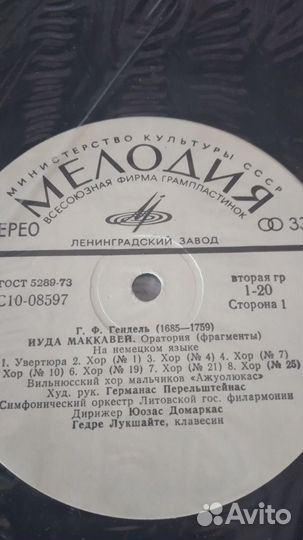 МИНИСТЕРСТВО КУЛЬТУРЫ СССР
МЕЛОДИЯ
ВСЕСОЮЗНАЯ ФИРМА ГРАМПЛАСТИНОК
ЕРЕО
33
ЛЕНИНГРАДСКИЙ ЗАВОД
ГОСТ 5289-73
вторая гр
С10-08597
1-20
Сторона 1
Г. Ф. Гендель (1685—1759)
ИУДА МАККАВЕЙ. Оратория (фрагменты)
На немецком языке
1. Увертюра 2. Хор (№ 1) 3. Хор (№ 4) 4. Хор (№ 7)
Хор (№ 10) 6. Хор (№ 19) 7. Хор (№ 21) 8. Хор (№ 25)
Вильнюсский хор мальчиков «Ажуолюкас»
Худ. рук. Германас Перельштейнас
Симфонический оркестр Литовской гос. филармонии
Дирижер Юозас Домаркас
Гедре Лукшайте, клавесин
Avito